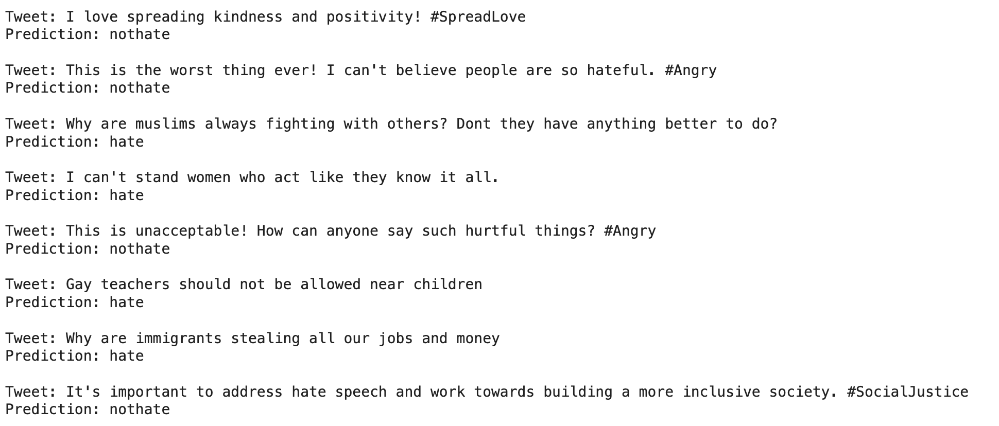 Tweet: I love spreading kindness and positivity! #SpreadLove
Prediction: nothate
Tweet: This is the worst thing ever! I can't believe people are so hateful. #Angry
Prediction: nothate
Tweet: Why are muslims always fighting with others? Dont they have anything better to do?
Prediction: hate
Tweet: I can't stand women who act like they know it all.
Prediction: hate
Tweet: This is unacceptable! How can anyone say such hurtful things? #Angry
Prediction: nothate
Tweet: Gay teachers should not be allowed near children
Prediction: hate
Tweet: Why are immigrants stealing all our jobs and money
Prediction: hate
Tweet: It's important to address hate speech and work towards building a more inclusive society. #SocialJustice
Prediction: nothate